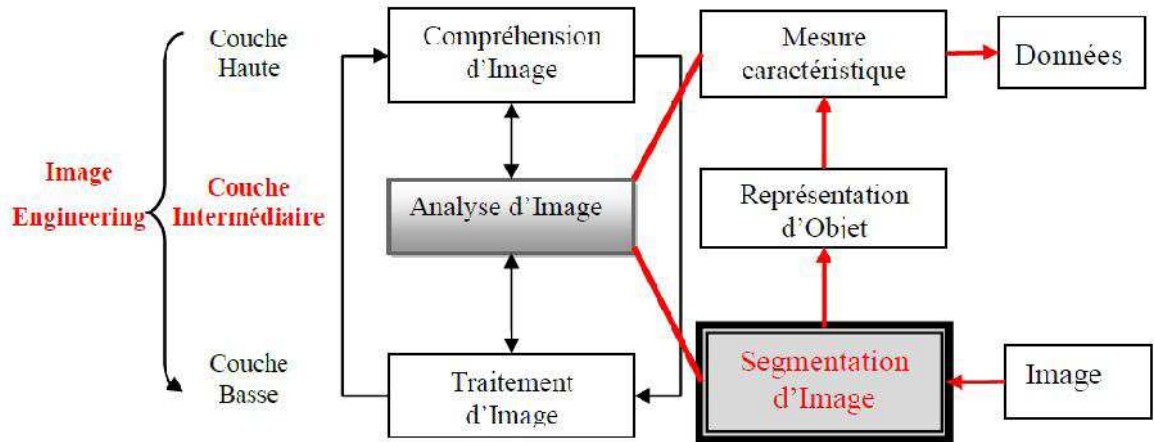 Couche
Haute
Compréhension
d'Image
Mesure
caractéristique
Données
Image
Engineering
Couche
Intermédiaire
Analyse d'Image
Représentation
d'Objet
Couche
Basse
Traitement
d'Image
Segmentation
d'Image
Image